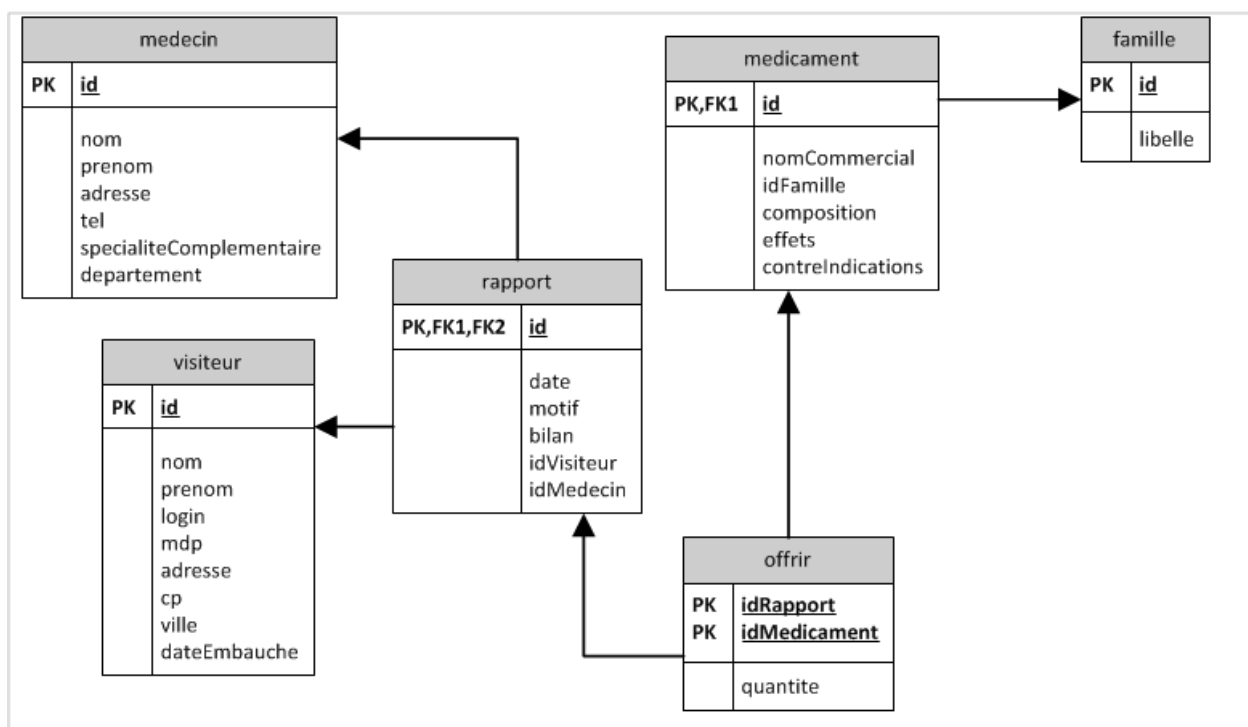 medecin
PK id
nom
prenom
adresse
tel
specialiteComplementaire
departement
medicament
PK,FK1 id
nomCommercial
idFamille
composition
effets
contreIndications
famille
PK id
libelle
rapport
PK,FK1,FK2 id
date
motif
bilan
idVisiteur
idMedecin
visiteur
PK id
nom
prenom
login
mdp
adresse
cp
ville
dateEmbauche
offrir
PK idRapport
PK idMedicament
quantite